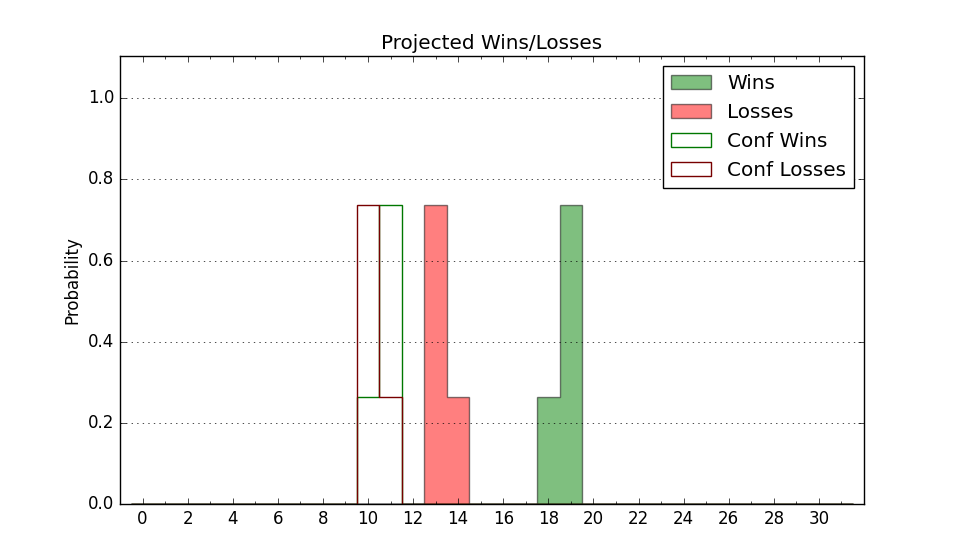 Projected Wins/Losses
Wins
Losses
Conf Wins
Conf Losses
Probability
1.0
0.8
0.6
0.4
0.2
0.0
0 2 4 6 8 10 12 14 16 18 20 22 24 26 28 30